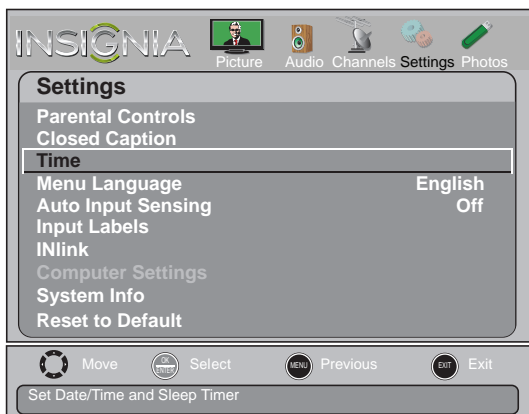 INSIGNIA
Picture Audio Channels Settings Photos
Settings
Parental Controls
Closed Caption
Time
Menu Language English
Auto Input Sensing Off
Input Labels
INlink
Computer Settings
System Info
Reset to Default
Move OK ENTER Select MENU Previous EXIT Exit
Set Date/Time and Sleep Timer